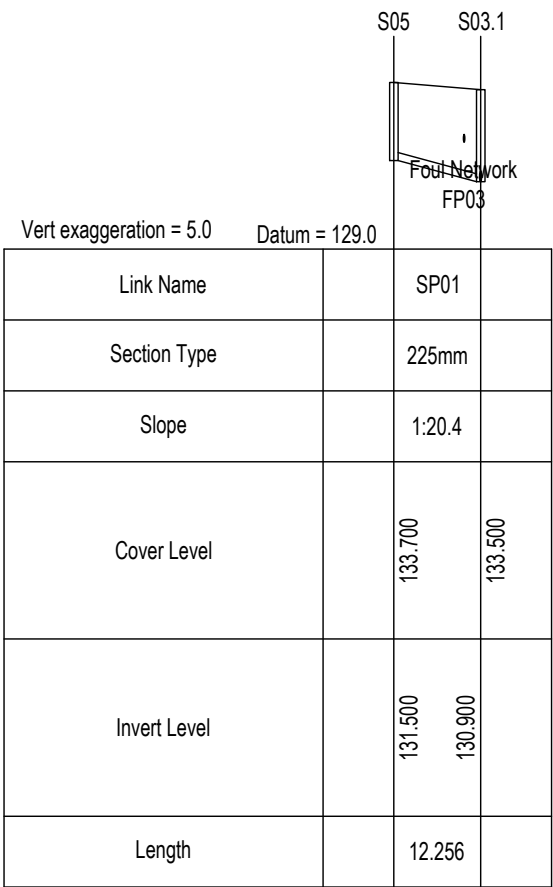 S05 S03.1
Foul Network
FP03
Vert exaggeration = 5.0 Datum = 129.0
Link Name SP01
Section Type 225mm
Slope 1:20.4
Cover Level 133.700 133.500
Invert Level 131.500 130.900
Length 12.256